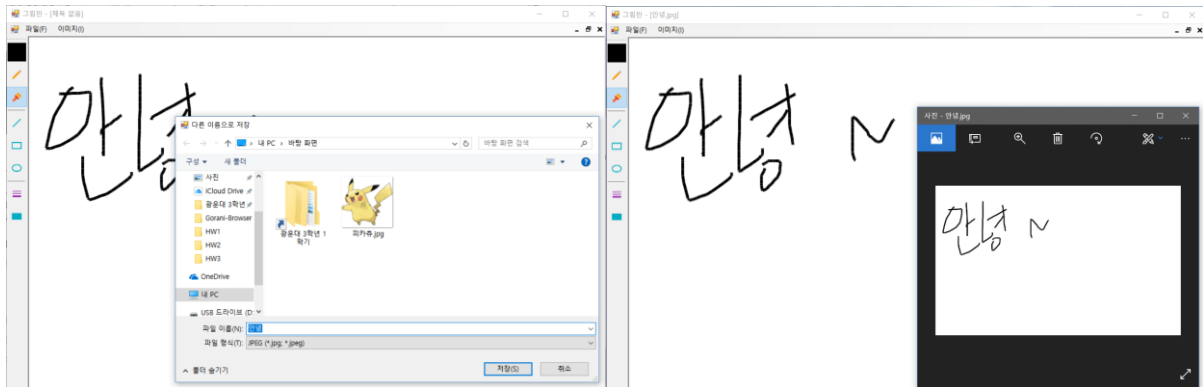 그림판 - [제목 없음]
파일(F) 이미지(I)
안녕
다른 이름으로 저장
내 PC > 바탕 화면
바탕 화면 검색
구성 새 폴더
사진
iCloud Drive
광운대 3학년
Gorani-Browser
HW1
HW2
HW3
OneDrive
내 PC
USB 드라이브 (D:
광운대 3학년 1
학기
피카츄.jpg
파일 이름(N): 안녕
파일 형식(T): JPEG (*.jpg; *.jpeg)
폴더 숨기기
저장(S) 취소
그림판 - [안녕.jpg]
파일(F) 이미지(I)
안녕 ~
사진 - 안녕.jpg
안녕 ~